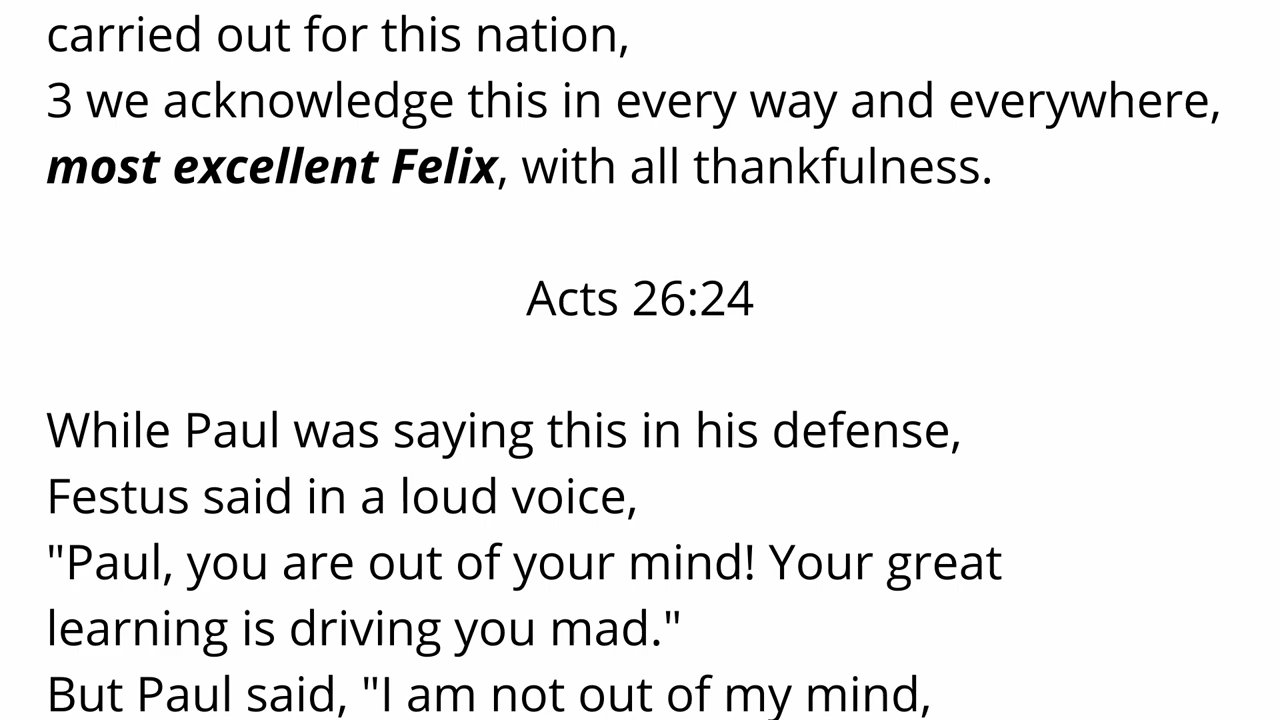 carried out for this nation,
3 we acknowledge this in every way and everywhere,
most excellent Felix, with all thankfulness.
Acts 26:24
While Paul was saying this in his defense,
Festus said in a loud voice,
"Paul, you are out of your mind! Your great
learning is driving you mad."
But Paul said, "I am not out of my mind,